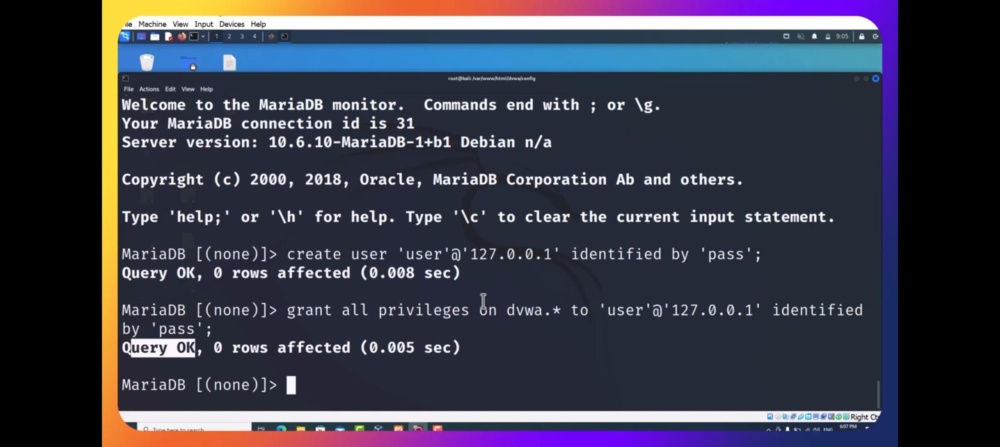 Machine View Input Devices Help
1 2 3 4
9:05
root@kali: /var/www/html/dvwa/config
File Actions Edit View Help
Welcome to the MariaDB monitor.  Commands end with ; or \g.
Your MariaDB connection id is 31
Server version: 10.6.10-MariaDB-1+b1 Debian n/a
Copyright (c) 2000, 2018, Oracle, MariaDB Corporation Ab and others.
Type 'help;' or '\h' for help. Type '\c' to clear the current input statement.
MariaDB [(none)]> create user 'user'@'127.0.0.1' identified by 'pass';
Query OK, 0 rows affected (0.008 sec)
MariaDB [(none)]> grant all privileges on dvwa.* to 'user'@'127.0.0.1' identified
by 'pass';
Query OK, 0 rows affected (0.005 sec)
MariaDB [(none)]>
Right Ct
Type here to search
ENG
6:07 PM